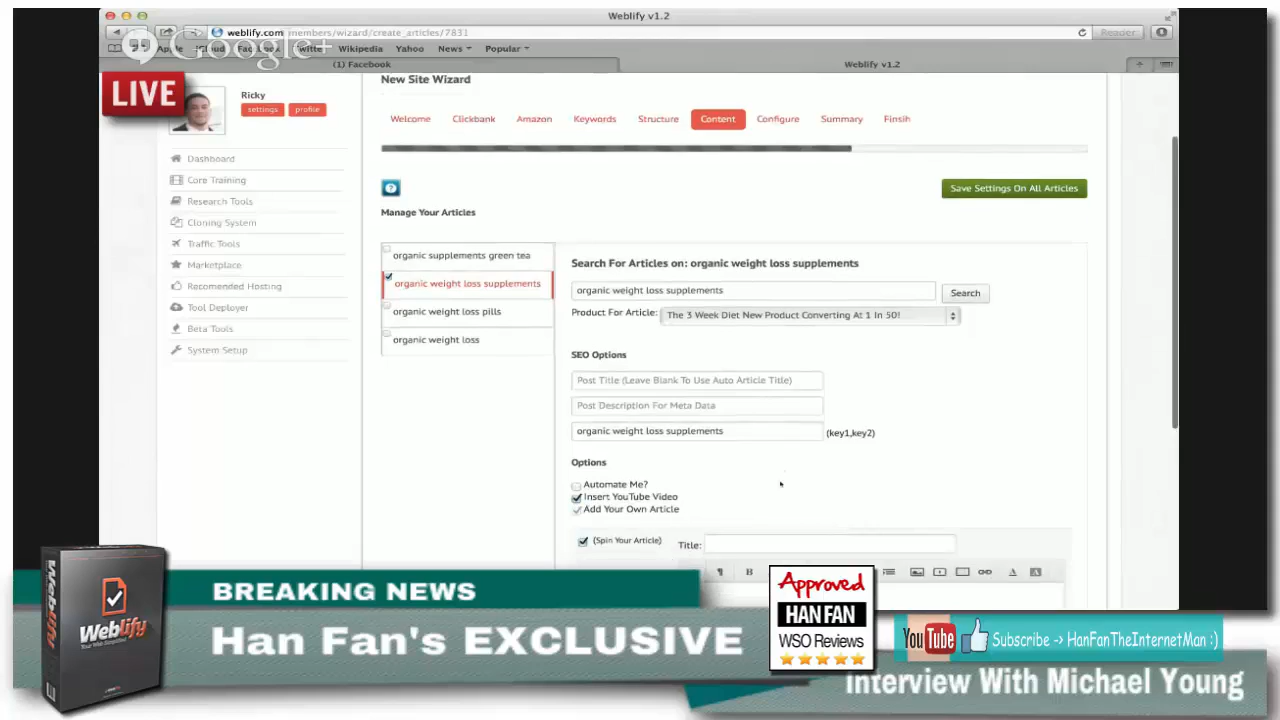 Weblify v1.2
weblify.com/members/wizard/create_articles/7831
Reader
Google+
Apple iCloud Facebook Twitter Wikipedia Yahoo News Popular
(1) Facebook
Weblify v1.2
LIVE
Ricky
settings profile
New Site Wizard
Welcome Clickbank Amazon Keywords Structure Content Configure Summary Finsih
Dashboard
Core Training
Research Tools
Cloning System
Traffic Tools
Marketplace
Recomended Hosting
Tool Deployer
Beta Tools
System Setup
Save Settings On All Articles
Manage Your Articles
organic supplements green tea
organic weight loss supplements
organic weight loss pills
organic weight loss
Search For Articles on: organic weight loss supplements
organic weight loss supplements Search
Product For Article: The 3 Week Diet New Product Converting At 1 In 50!
SEO Options
Post Title (Leave Blank To Use Auto Article Title)
Post Description For Meta Data
organic weight loss supplements (key1,key2)
Options
Automate Me?
Insert YouTube Video
Add Your Own Article
(Spin Your Article) Title:
B
A A
Weblify
Weblify
BREAKING NEWS
Han Fan's EXCLUSIVE
Approved
HAN FAN
WSO Reviews
YouTube Subscribe -> HanFanTheInternetMan :)
Interview With Michael Young